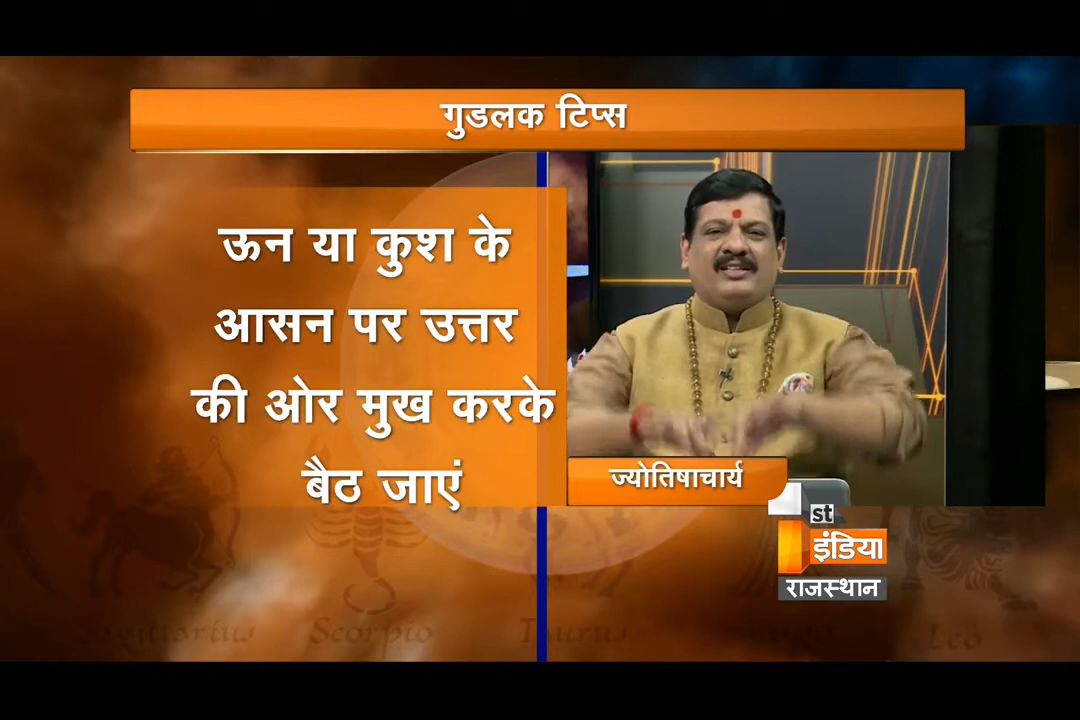 गुडलक टिप्स
ऊन या कुश के
आसन पर उत्तर
की ओर मुख करके
बैठ जाएं
ज्योतिषाचार्य
1st
इंडिया
राजस्थान
Sagittarius
Scorpio
Taurus
Leo